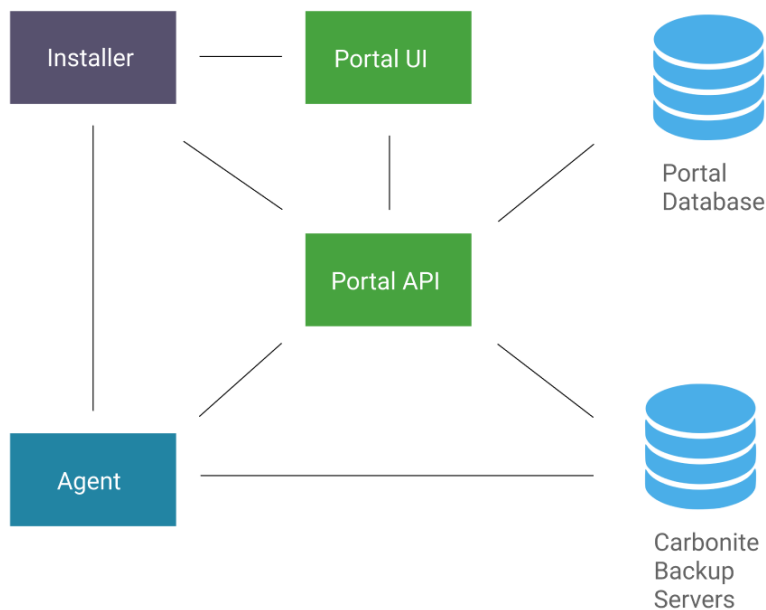 Installer
Portal UI
Portal
Database
Portal API
Agent
Carbonite
Backup
Servers